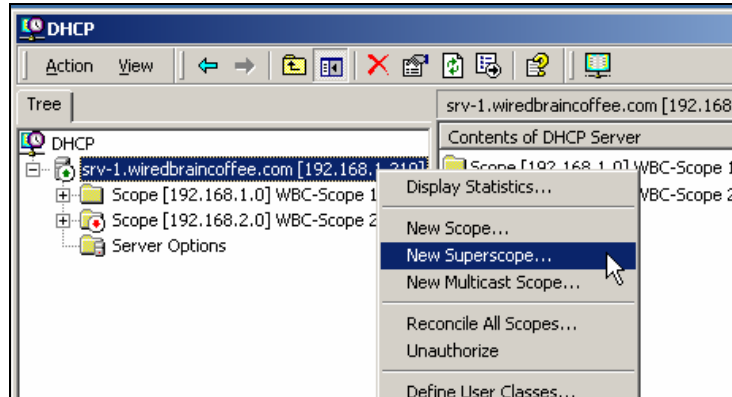 DHCP
Action View
Tree
srv-1.wiredbraincoffee.com [192.168
DHCP
Contents of DHCP Server
srv-1.wiredbraincoffee.com [192.168.1.210]
Scope [192.168.1.0] WBC-Scope 1
Scope [192.168.1.0] WBC-Scope 1
Scope [192.168.2.0] WBC-Scope 2
WBC-Scope 2
Server Options
Display Statistics...
New Scope...
New Superscope...
New Multicast Scope...
Reconcile All Scopes...
Unauthorize
Define User Classes...